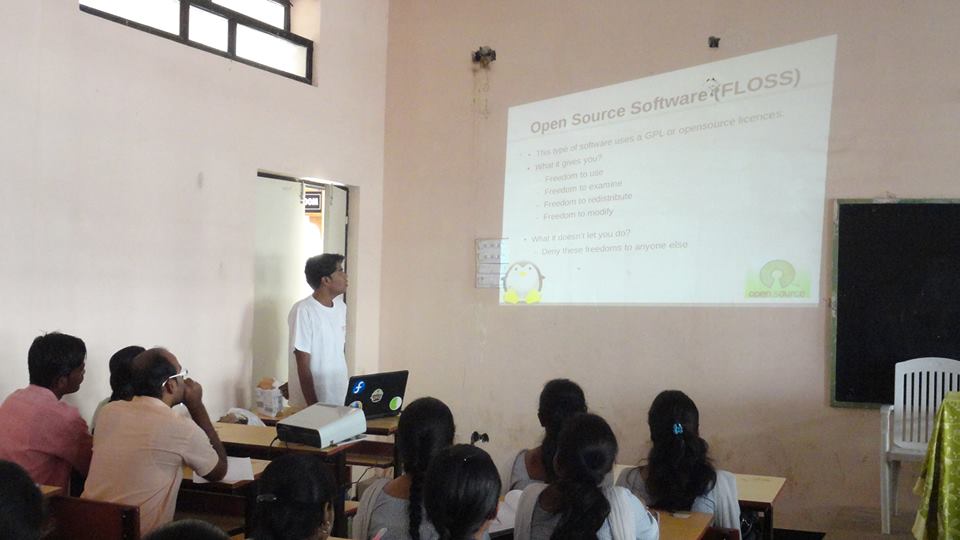 Open Source Software (FLOSS)
• This type of software uses a GPL or opensource licences.
• What it gives you?
– Freedom to use
– Freedom to examine
– Freedom to redistribute
– Freedom to modify
• What it doesn't let you do?
– Deny these freedoms to anyone else
open source